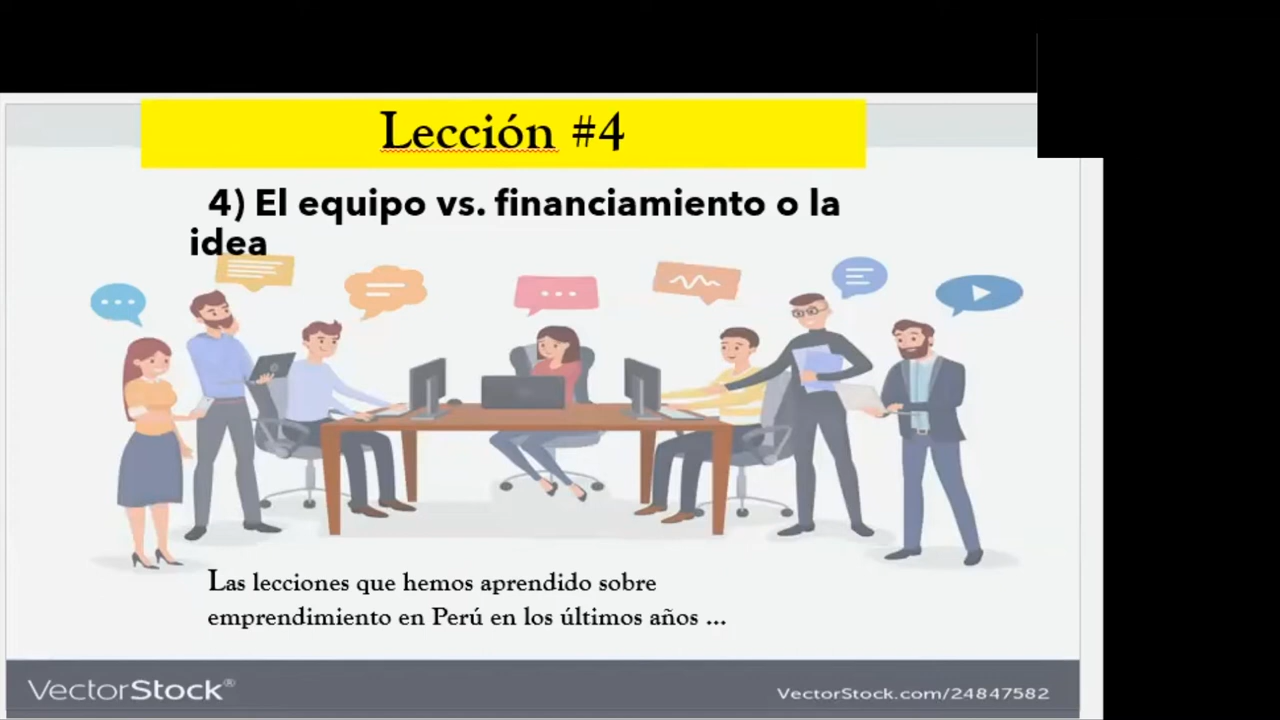 Lección #4
4) El equipo vs. financiamiento o la
idea
Las lecciones que hemos aprendido sobre
emprendimiento en Perú en los últimos años ...
VectorStock®
VectorStock.com/24847582